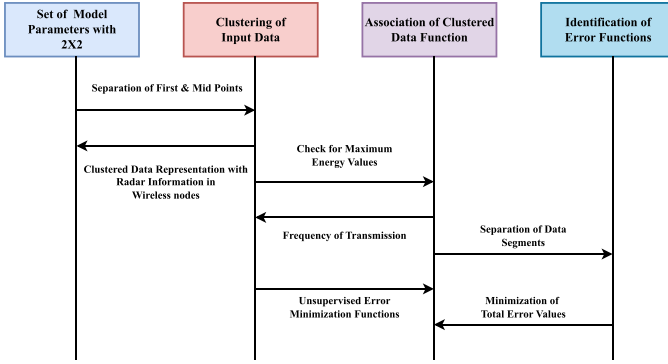 Set of Model
Parameters with
2X2
Clustering of
Input Data
Association of Clustered
Data Function
Identification of
Error Functions
Separation of First & Mid Points
Check for Maximum
Energy Values
Clustered Data Representation with
Radar Information in
Wireless nodes
Frequency of Transmission
Separation of Data
Segments
Unsupervised Error
Minimization Functions
Minimization of
Total Error Values